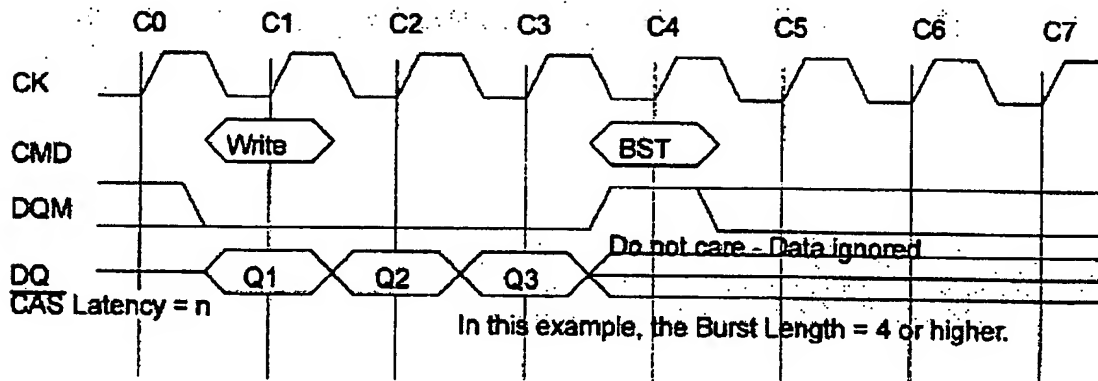 C0 C1 C2 C3 C4 C5 C6 C7
CK
CMD Write BST
DQM
Do not care - Data ignored
DQ Q1 Q2 Q3
CAS Latency = n
In this example, the Burst Length = 4 or higher.